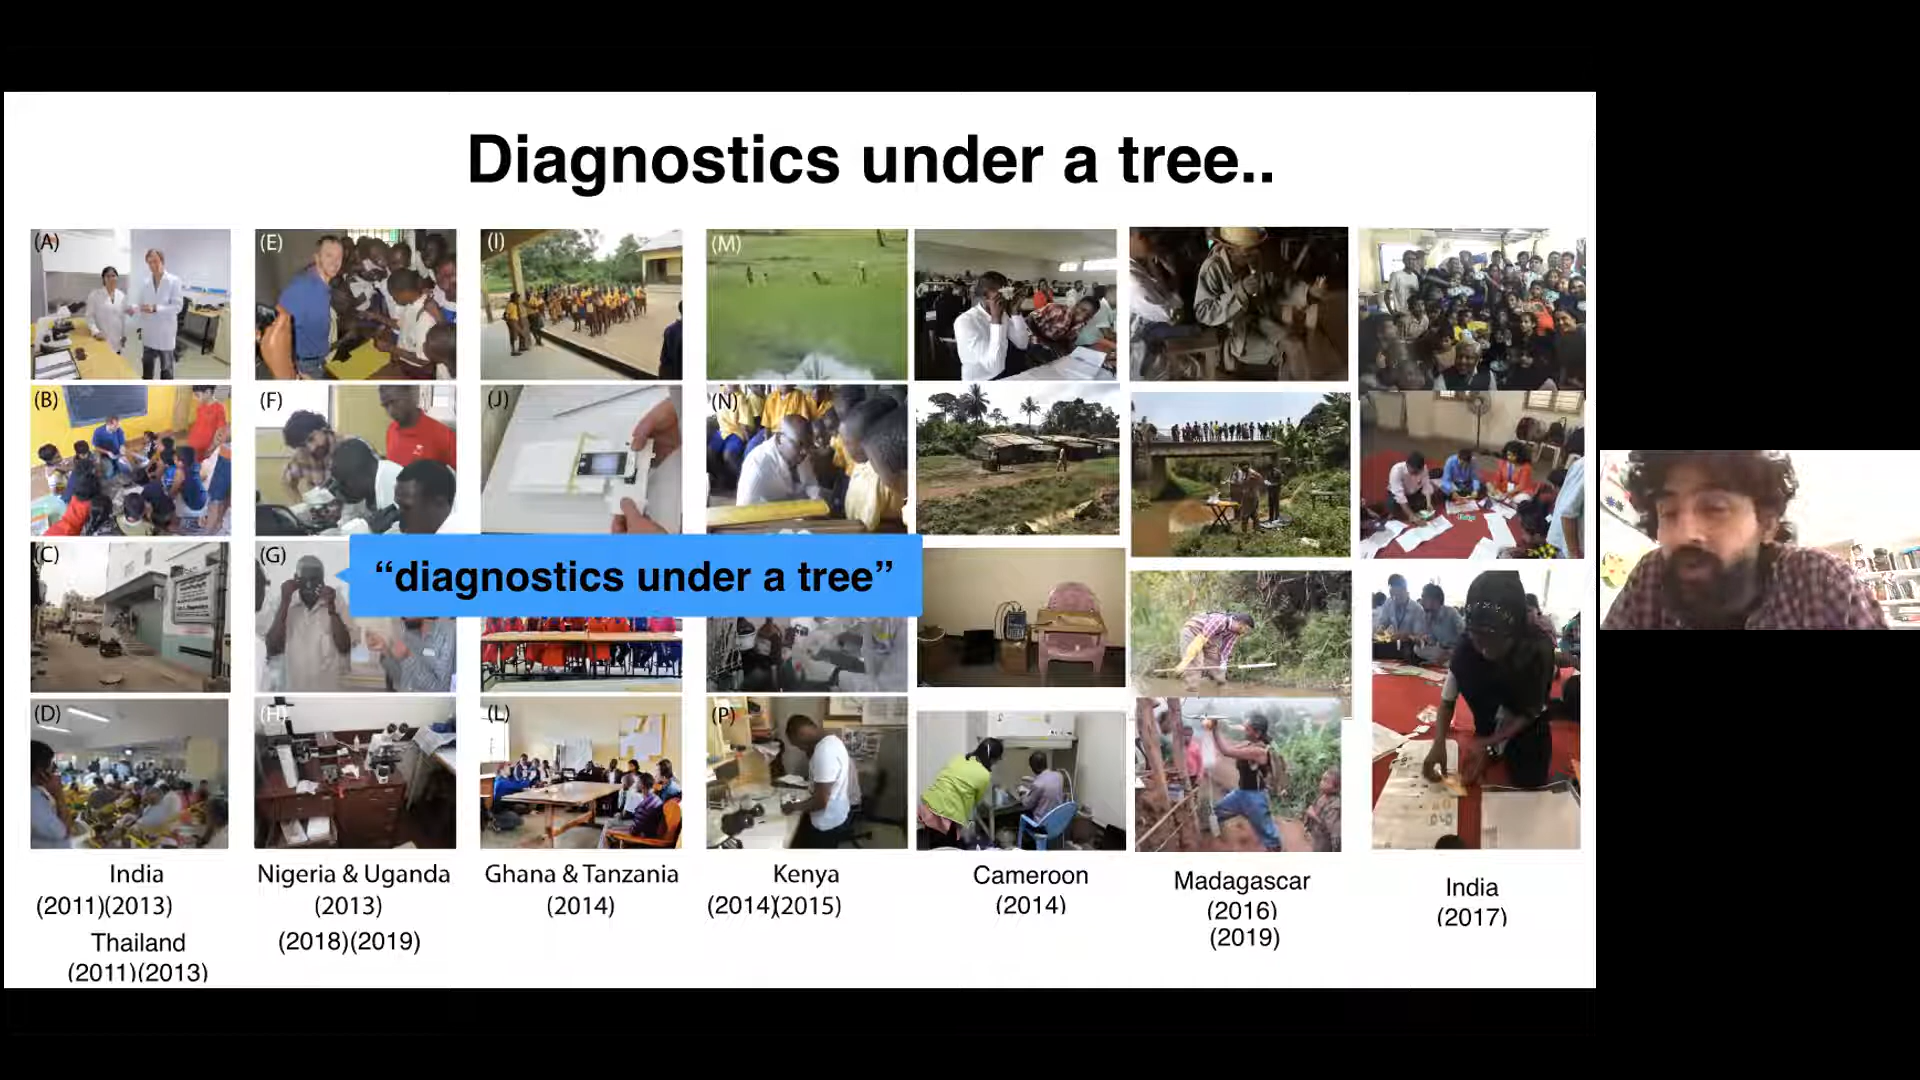 Diagnostics under a tree..
(A)
(E)
(I)
(M)
(B)
(F)
(J)
(N)
(C)
(G)
“diagnostics under a tree”
(D)
(H)
(L)
(P)
India
(2011)(2013)
Thailand
(2011)(2013)
Nigeria & Uganda
(2013)
(2018)(2019)
Ghana & Tanzania
(2014)
Kenya
(2014)(2015)
Cameroon
(2014)
Madagascar
(2016)
(2019)
India
(2017)